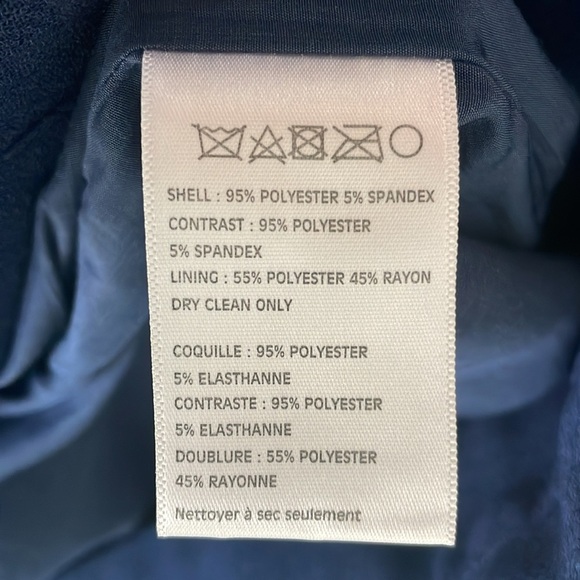 SHELL : 95% POLYESTER 5% SPANDEX
CONTRAST : 95% POLYESTER
5% SPANDEX
LINING : 55% POLYESTER 45% RAYON
DRY CLEAN ONLY
COQUILLE : 95% POLYESTER
5% ELASTHANNE
CONTRASTE : 95% POLYESTER
5% ELASTHANNE
DOUBLURE : 55% POLYESTER
45% RAYONNE
Nettoyer à sec seulement